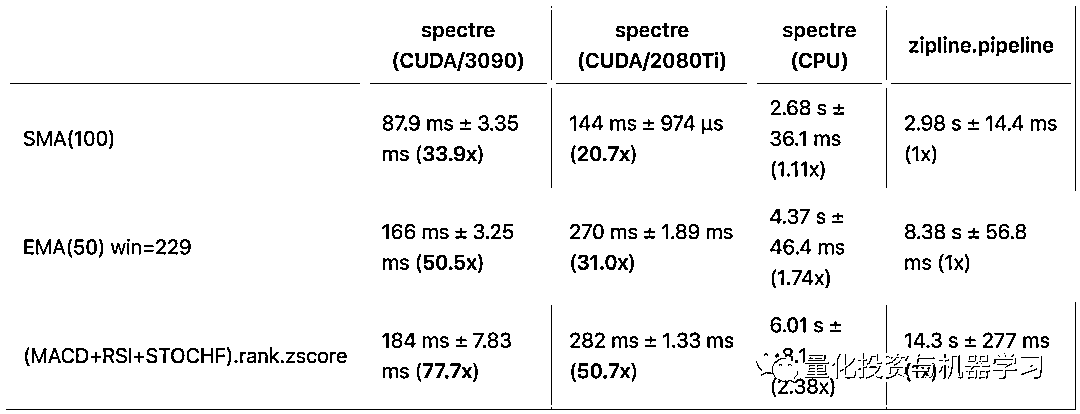 spectre
(CUDA/3090)
spectre
(CUDA/2080Ti)
spectre
(CPU)
zipline.pipeline
SMA(100)
87.9 ms ± 3.35
ms (33.9x)
144 ms ± 974 µs
(20.7x)
2.68 s ±
36.1 ms
(1.11x)
2.98 s ± 14.4 ms
(1x)
EMA(50) win=229
166 ms ± 3.25
ms (50.5x)
270 ms ± 1.89 ms
(31.0x)
4.37 s ±
46.4 ms
(1.74x)
8.38 s ± 56.8
ms (1x)
(MACD+RSI+STOCHF).rank.zscore
184 ms ± 7.83
ms (77.7x)
282 ms ± 1.33 ms
(50.7x)
6.01 s ±
(2.38x)
14.3 s ± 277 ms
(1x)
量化投资与机器学习